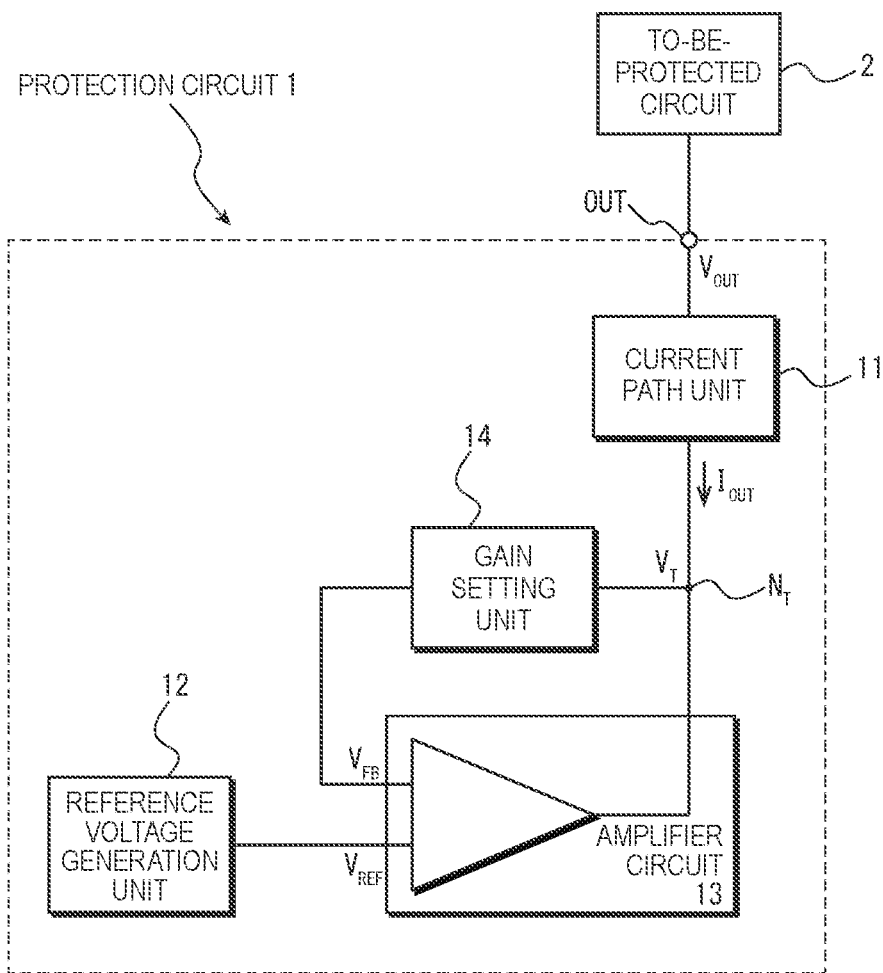 TO-BE-
PROTECTED
CIRCUIT
2
PROTECTION CIRCUIT 1
OUT
V_OUT
CURRENT
PATH UNIT
11
I_OUT
14
GAIN
SETTING
UNIT
V_T
N_T
12
REFERENCE
VOLTAGE
GENERATION
UNIT
V_FB
V_REF
AMPLIFIER
CIRCUIT
13